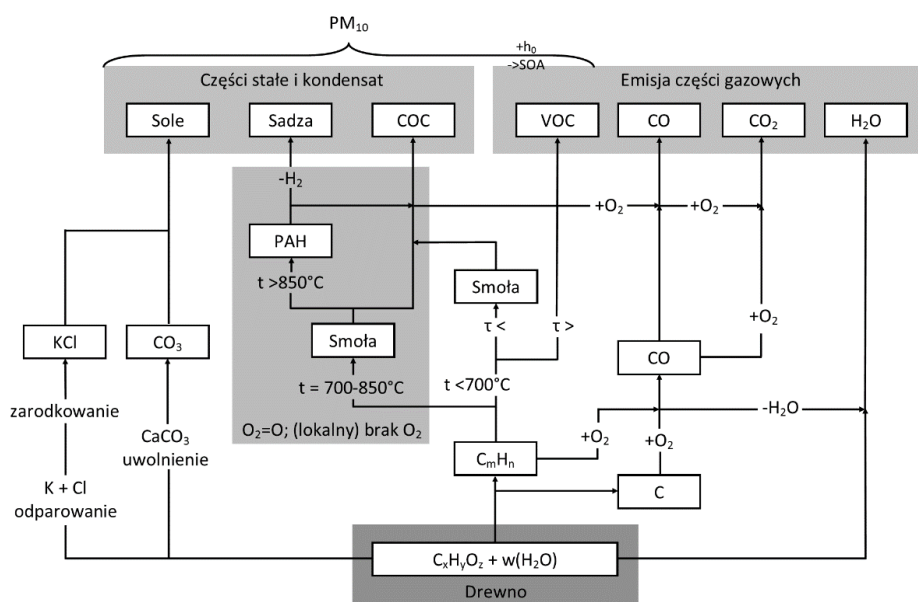 PM₁₀
+h₀
->SOA
Części stałe i kondensat
Emisja części gazowych
Sole
Sadza
COC
VOC
CO
CO₂
H₂O
-H₂
+O₂
+O₂
PAH
t >850°C
Smoła
τ <
τ >
+O₂
KCl
CO₃
Smoła
CO
t = 700-850°C
t <700°C
zarodkowanie
-H₂O
O₂=O; (lokalny) brak O₂
+O₂
+O₂
CaCO₃
uwolnienie
CₘHₙ
K + Cl
odparowanie
C
CₓHᵧO_z + w(H₂O)
Drewno